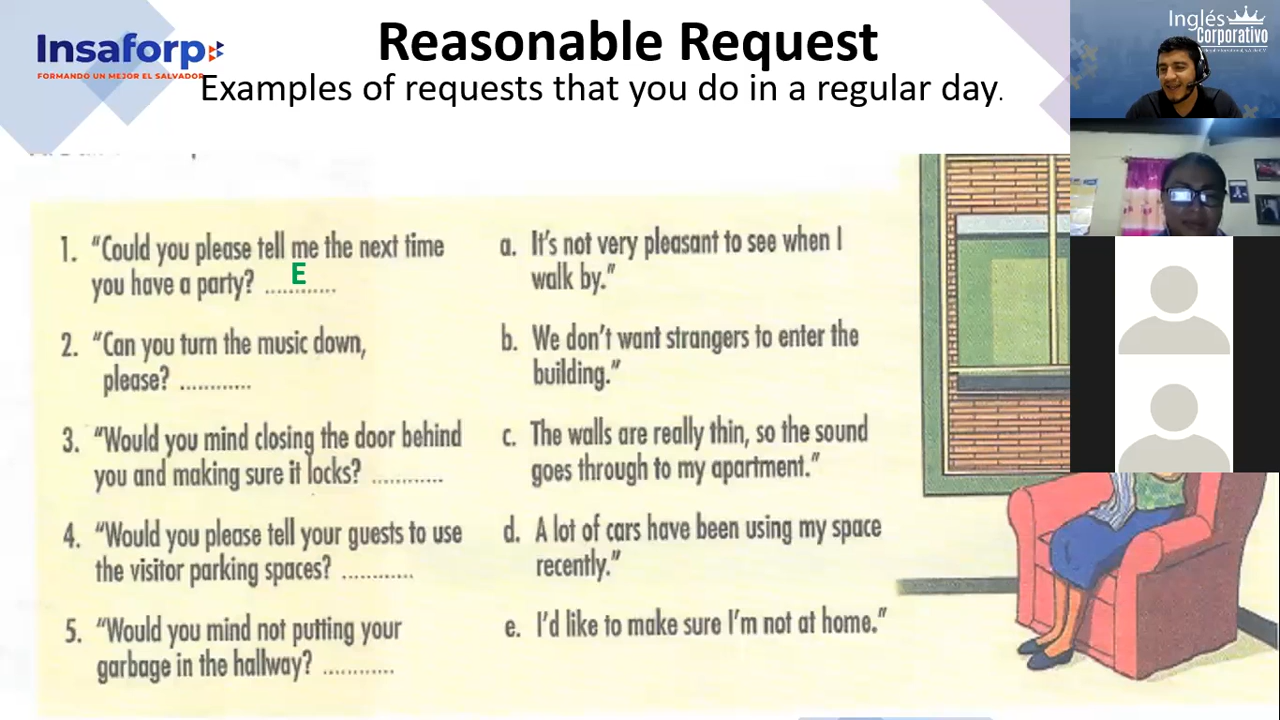 Insaforp
FORMANDO UN MEJOR EL SALVADOR
Reasonable Request
Examples of requests that you do in a regular day.
Inglés
Corporativo
1. “Could you please tell me the next time
you have a party? ............
E
2. “Can you turn the music down,
please? ............
3. “Would you mind closing the door behind
you and making sure it locks? ............
4. “Would you please tell your guests to use
the visitor parking spaces? ............
5. “Would you mind not putting your
garbage in the hallway? ............
a. It’s not very pleasant to see when I
walk by.”
b. We don’t want strangers to enter the
building.”
c. The walls are really thin, so the sound
goes through to my apartment.”
d. A lot of cars have been using my space
recently.”
e. I’d like to make sure I’m not at home.”